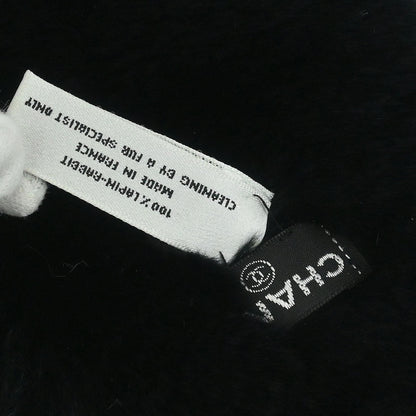 100% LAPIN-RABBIT
MADE IN FRANCE
CLEANING BY A FUR SPECIALIST ONLY
CHA